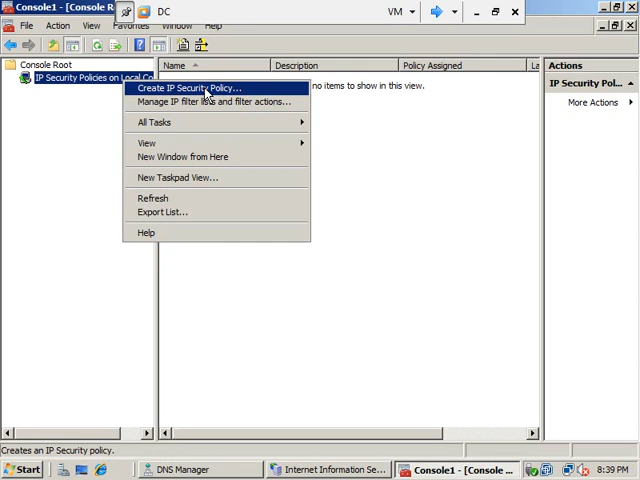 Console1 - [Console R
DC
VM
File
Action
View
Favorites
Window
Help
Console Root
IP Security Policies on Local Co
Name
Description
Policy Assigned
La
no items to show in this view.
Create IP Security Policy...
Manage IP filter lists and filter actions...
All Tasks
View
New Window from Here
New Taskpad View...
Refresh
Export List...
Help
Actions
IP Security Pol...
More Actions
Creates an IP Security policy.
Start
DNS Manager
Internet Information Se...
Console1 - [Console ...
8:39 PM